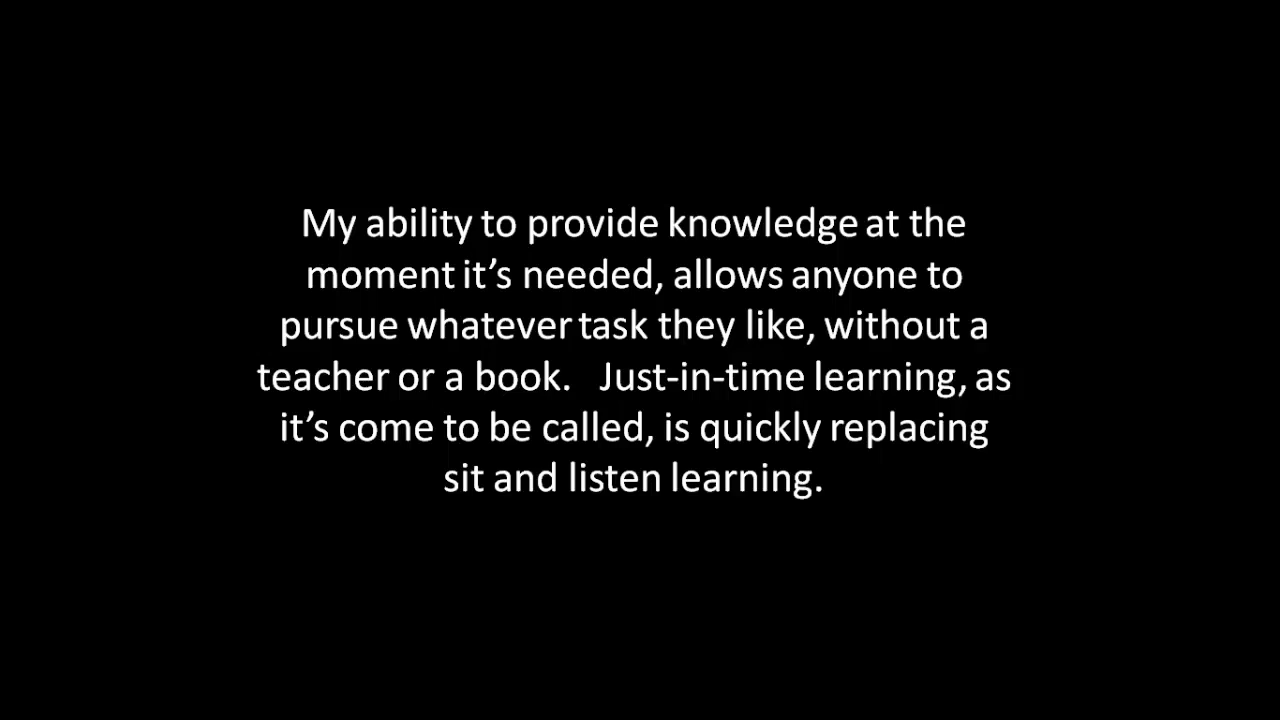 My ability to provide knowledge at the
moment it’s needed, allows anyone to
pursue whatever task they like, without a
teacher or a book.   Just-in-time learning, as
it’s come to be called, is quickly replacing
sit and listen learning.